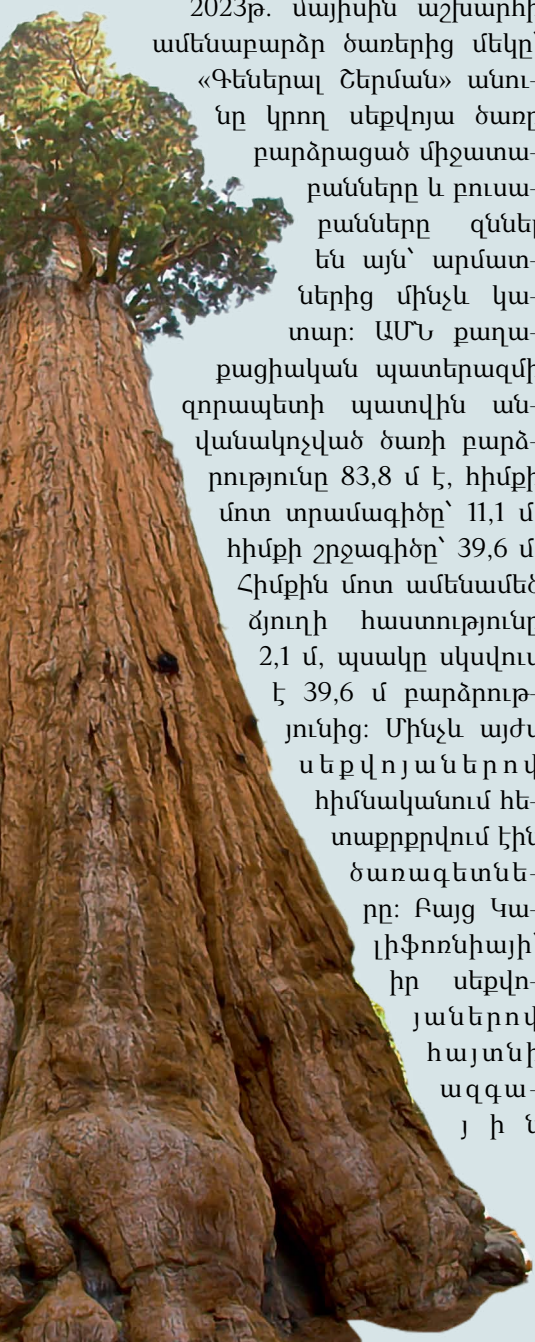 2023թ. մայիսին աշխարհի
ամենաբարձր ծառերից մեկը՝
«Գեներալ Շերման» անու-
նը կրող սեքվոյա ծառը
բարձրացած միջատա-
բանները և բուսա-
բանները զննել
են այն՝ արմատ-
ներից մինչև կա-
տար: ԱՄՆ քաղա-
քացիական պատերազմի
զորապետի պատվին ան-
վանակոչված ծառի բարձ-
րությունը 83,8 մ է, հիմքի
մոտ տրամագիծը՝ 11,1 մ
հիմքի շրջագիծը՝ 39,6 մ
Հիմքին մոտ ամենամեծ
ճյուղի հաստությունը
2,1 մ, պսակը սկսվում
է 39,6 մ բարձրութ-
յունից: Մինչև այժմ
սեքվոյաներով
հիմնականում հե-
տաքրքրվում էին
ծառագետնե-
րը: Բայց Կա-
լիֆոռնիայի՝
իր սեքվո-
յաներով
հայտնի
ազգա-
յին